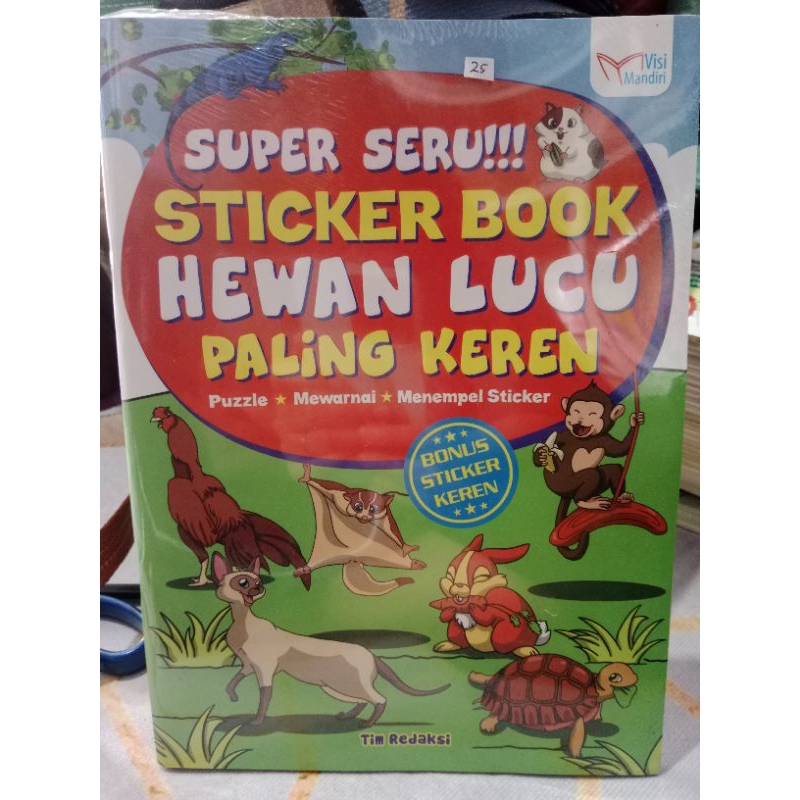 25
Visi
Mandiri
SUPER SERU!!!
STICKER BOOK
HEWAN LUCU
PALiNG KEREN
Puzzle ★ Mewarnai ★ Menempel Sticker
BONUS
STICKER
KEREN
Tim Redaksi